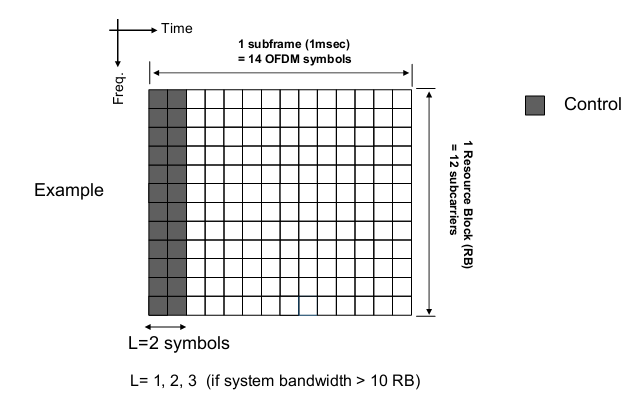 Time
Freq.
1 subframe (1msec)
= 14 OFDM symbols
Control
Example
1 Resource Block (RB)
= 12 subcarriers
L=2 symbols
L= 1, 2, 3 (if system bandwidth > 10 RB)